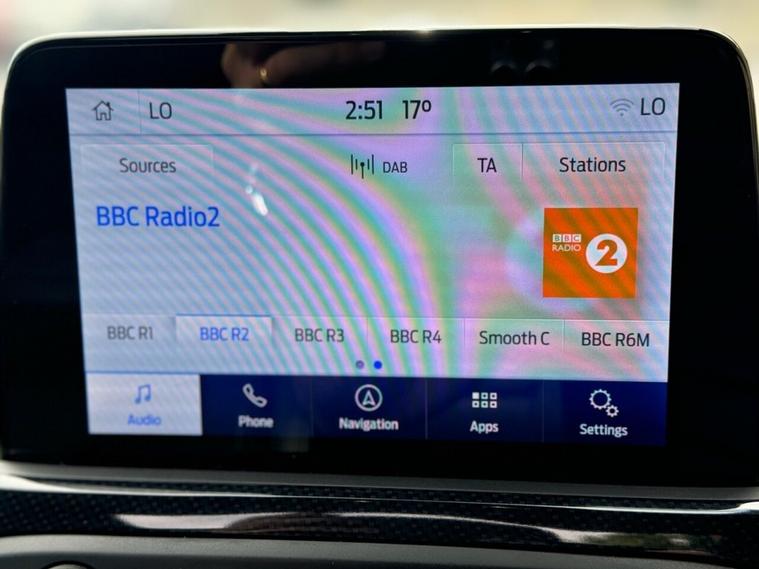 LO 2:51 17° LO
Sources DAB TA Stations
BBC Radio2
BBC
RADIO 2
BBC R1 BBC R2 BBC R3 BBC R4 Smooth C BBC R6M
Audio Phone Navigation Apps Settings